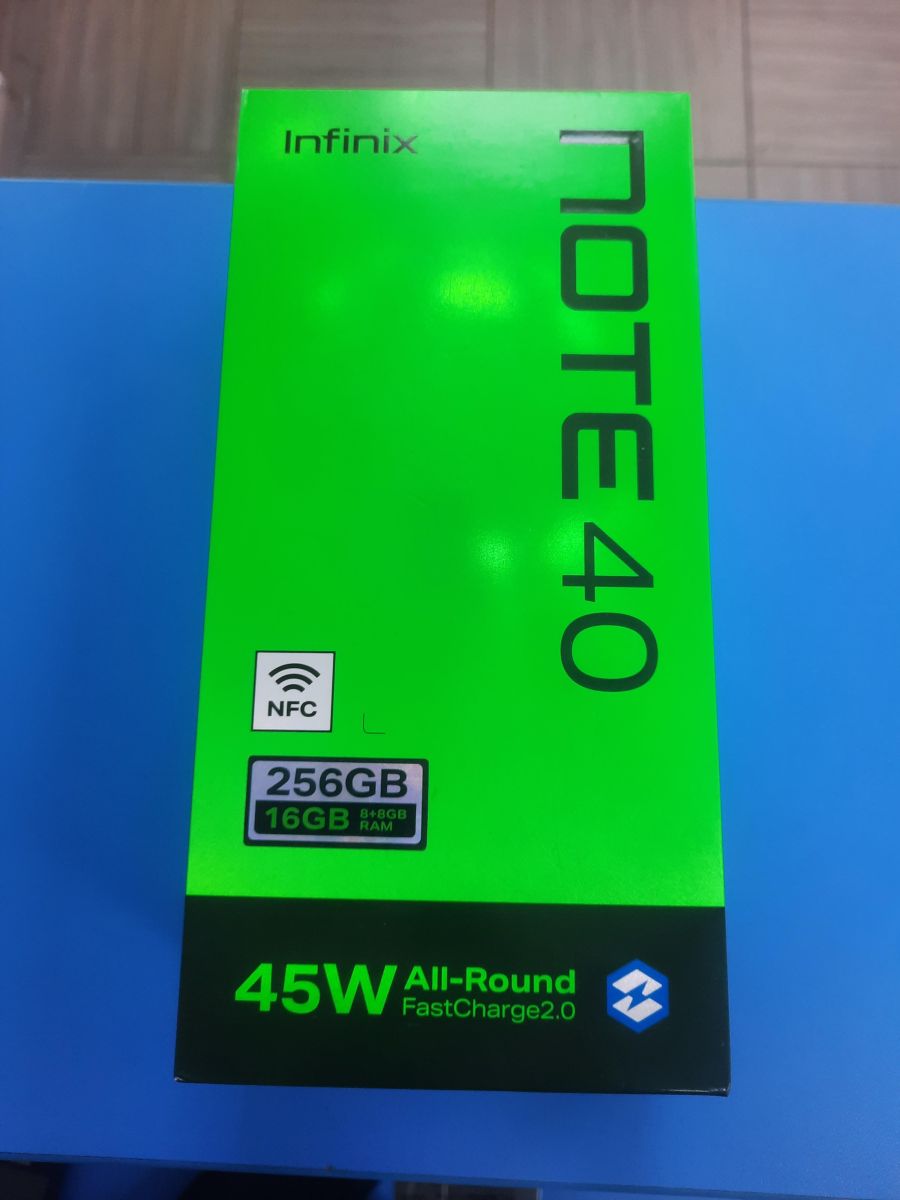 Infinix
NOTE 40
NFC
256GB
16GB 8+8GB
RAM
45W All-Round
FastCharge2.0